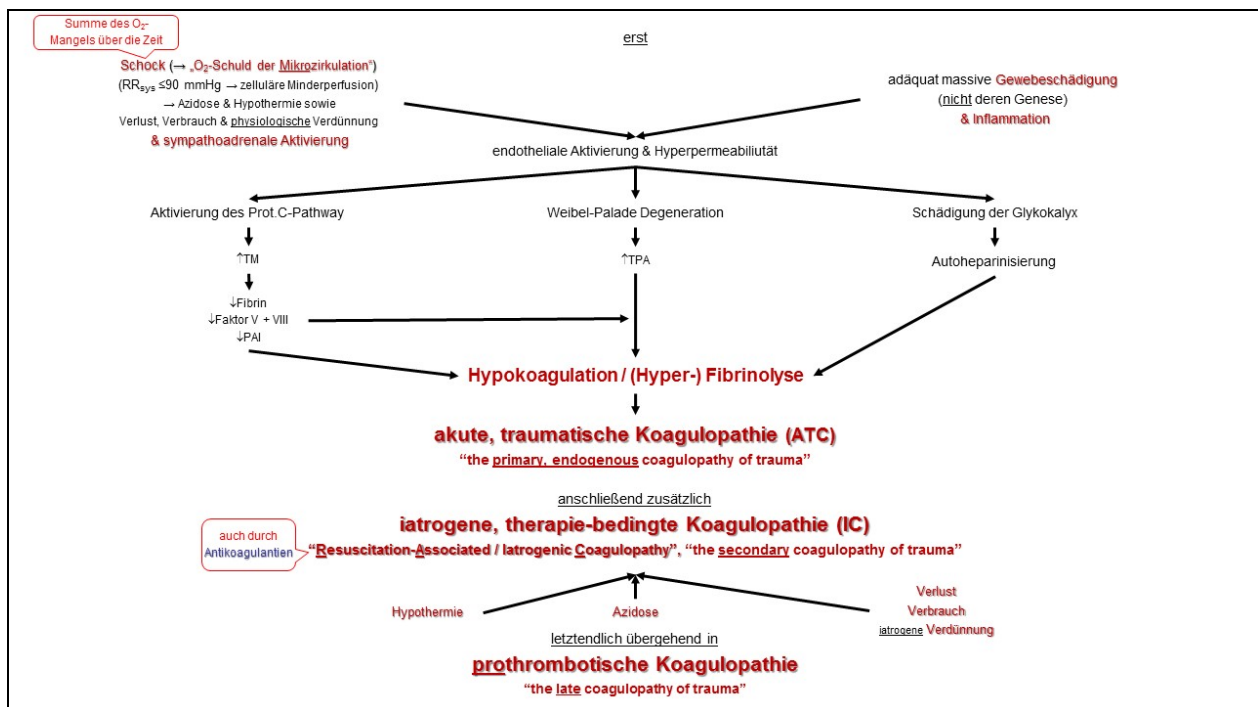 Summe des O₂-
Mangels über die Zeit
erst
Schock (→ „O₂-Schuld der Mikrozirkulation“)
(RRsys ≤90 mmHg → zelluläre Minderperfusion)
→ Azidose & Hypothermie sowie
Verlust, Verbrauch & physiologische Verdünnung
& sympathoadrenale Aktivierung
adäquat massive Gewebeschädigung
(nicht deren Genese)
& Inflammation
endotheliale Aktivierung & Hyperpermeabiliutät
Aktivierung des Prot.C-Pathway
Weibel-Palade Degeneration
Schädigung der Glykokalyx
↑TM
↑TPA
Autoheparinisierung
↓Fibrin
↓Faktor V + VIII
↓PAI
Hypokoagulation / (Hyper-) Fibrinolyse
akute, traumatische Koagulopathie (ATC)
“the primary, endogenous coagulopathy of trauma”
anschließend zusätzlich
iatrogene, therapie-bedingte Koagulopathie (IC)
auch durch
Antikoagulantien
“Resuscitation-Associated / Iatrogenic Coagulopathy”, “the secondary coagulopathy of trauma”
Hypothermie
Azidose
Verlust
Verbrauch
iatrogene Verdünnung
letztendlich übergehend in
prothrombotische Koagulopathie
“the late coagulopathy of trauma”